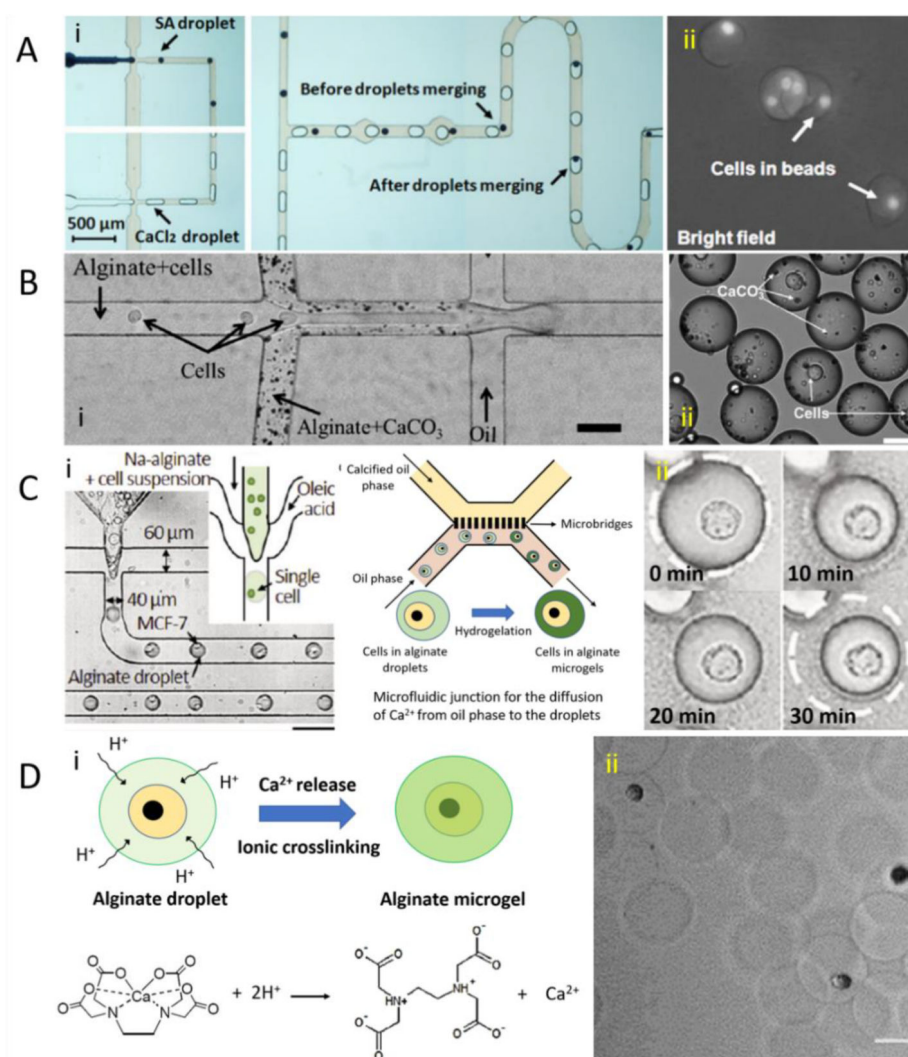 A
i
SA droplet
500 μm
CaCl₂ droplet
Before droplets merging
After droplets merging
ii
Cells in beads
Bright field
B
Alginate+cells
Cells
Alginate+CaCO₃
Oil
i
CaCO₃
Cells
ii
C
i
Na-alginate
+ cell suspension
Oleic
acid
60 μm
Single
cell
40 μm
MCF-7
Alginate droplet
Calcified oil
phase
Microbridges
Oil phase
Hydrogelation
Cells in alginate
droplets
Cells in alginate
microgels
Microfluidic junction for the diffusion
of Ca²⁺ from oil phase to the droplets
ii
0 min
10 min
20 min
30 min
D
i
H⁺
H⁺
H⁺
H⁺
Ca²⁺ release
Ionic crosslinking
Alginate droplet
Alginate microgel
O O
O O
O⁻ O⁻
O O
Ca
N N
+ 2H⁺
HN⁺ NH⁺
O O
O⁻ O⁻
+ Ca²⁺
ii